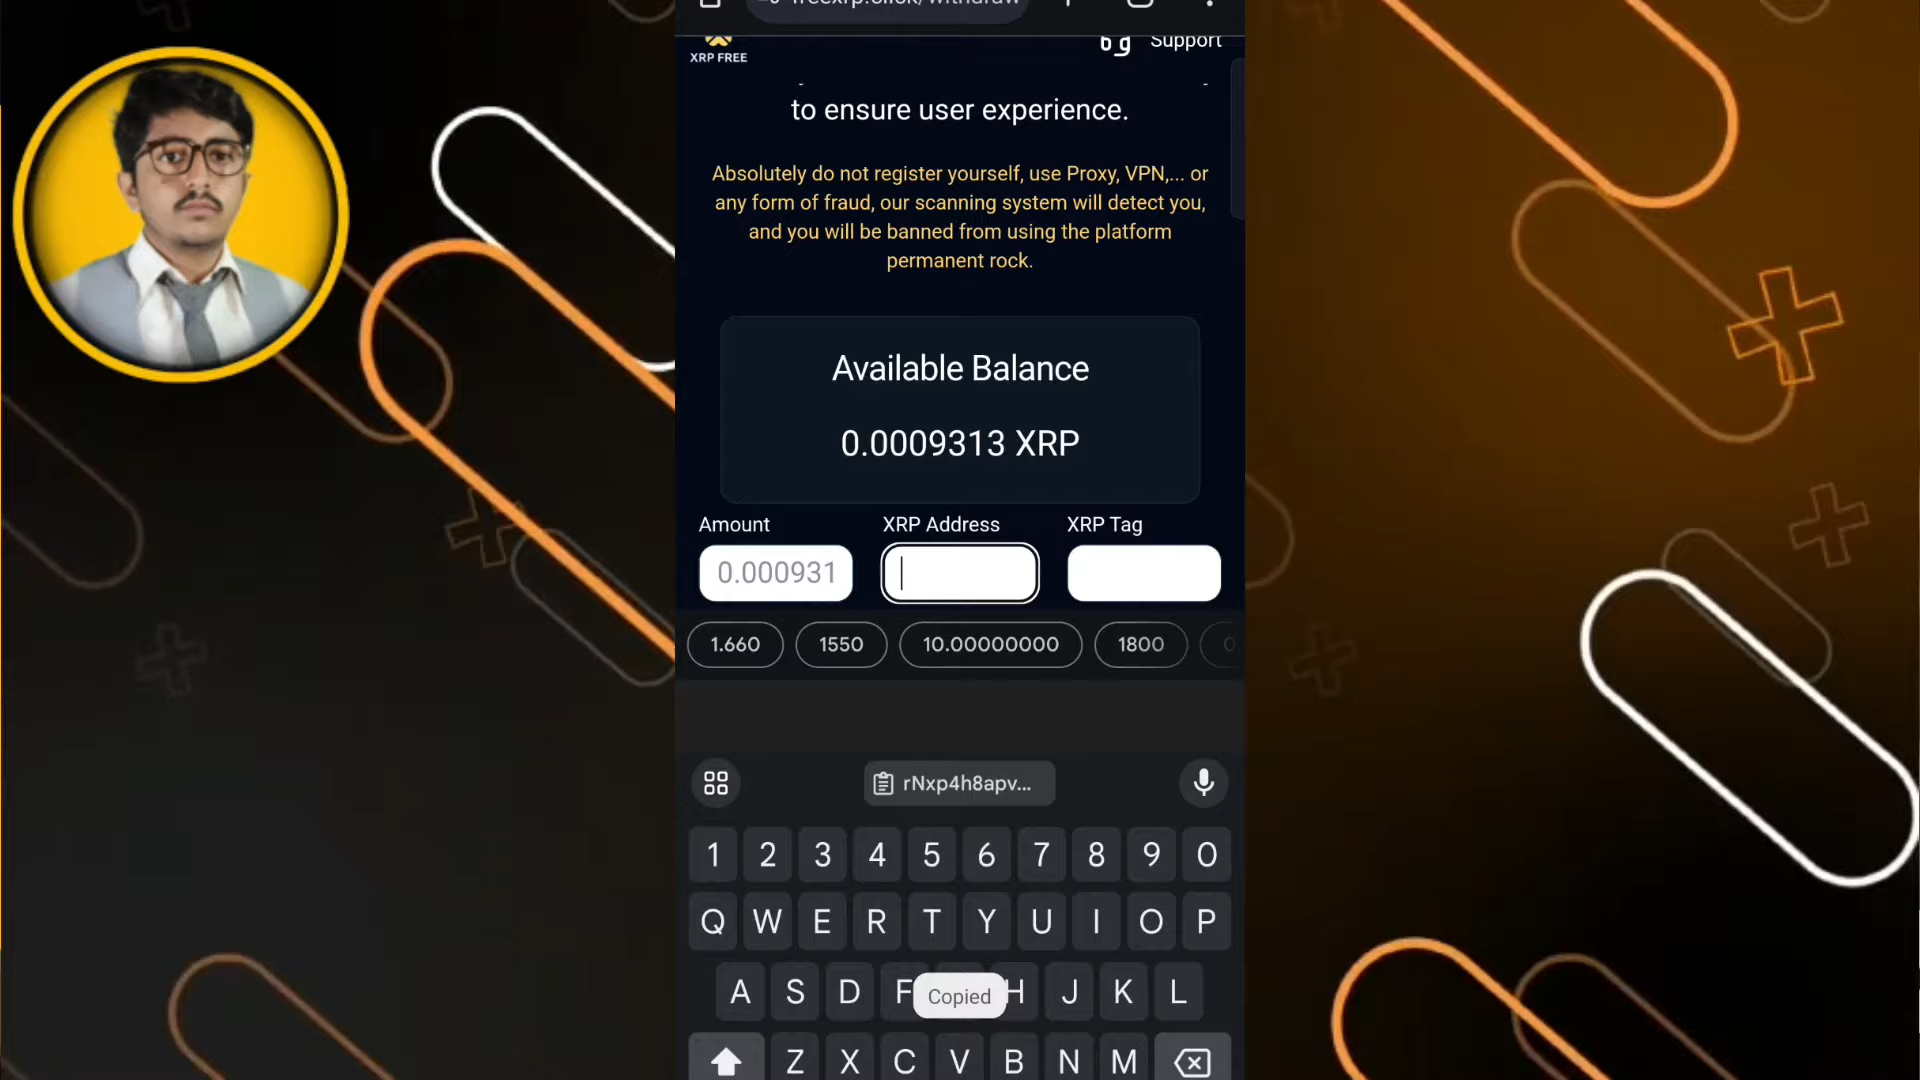 XRP FREE
Support
to ensure user experience.
Absolutely do not register yourself, use Proxy, VPN,... or
any form of fraud, our scanning system will detect you,
and you will be banned from using the platform
permanent rock.
Available Balance
0.0009313 XRP
Amount
XRP Address
XRP Tag
0.000931
1.660
1550
10.00000000
1800
rNxp4h8apv...
1 2 3 4 5 6 7 8 9 0
Q W E R T Y U I O P
A S D F H J K L
Copied
Z X C V B N M